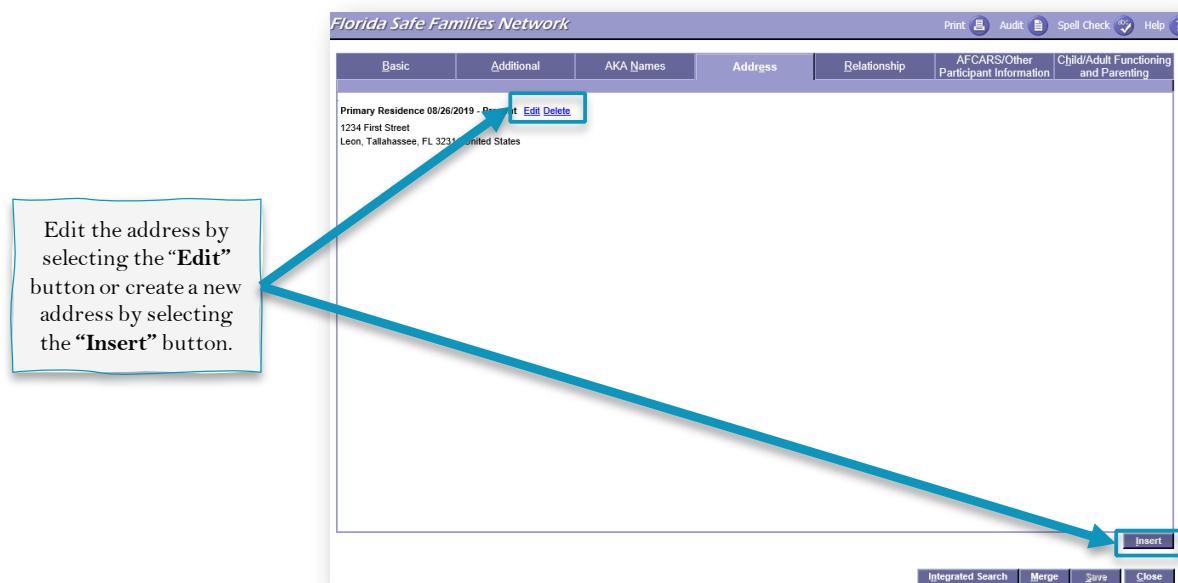 Florida Safe Families Network
Print Audit Spell Check Help
Basic
Additional
AKA Names
Address
Relationship
AFCARS/Other
Participant Information
Child/Adult Functioning
and Parenting
Primary Residence 08/26/2019 - Present Edit Delete
1234 First Street
Leon, Tallahassee, FL 3231 United States
Edit the address by
selecting the “Edit”
button or create a new
address by selecting
the “Insert” button.
Insert
Integrated Search Merge Save Close